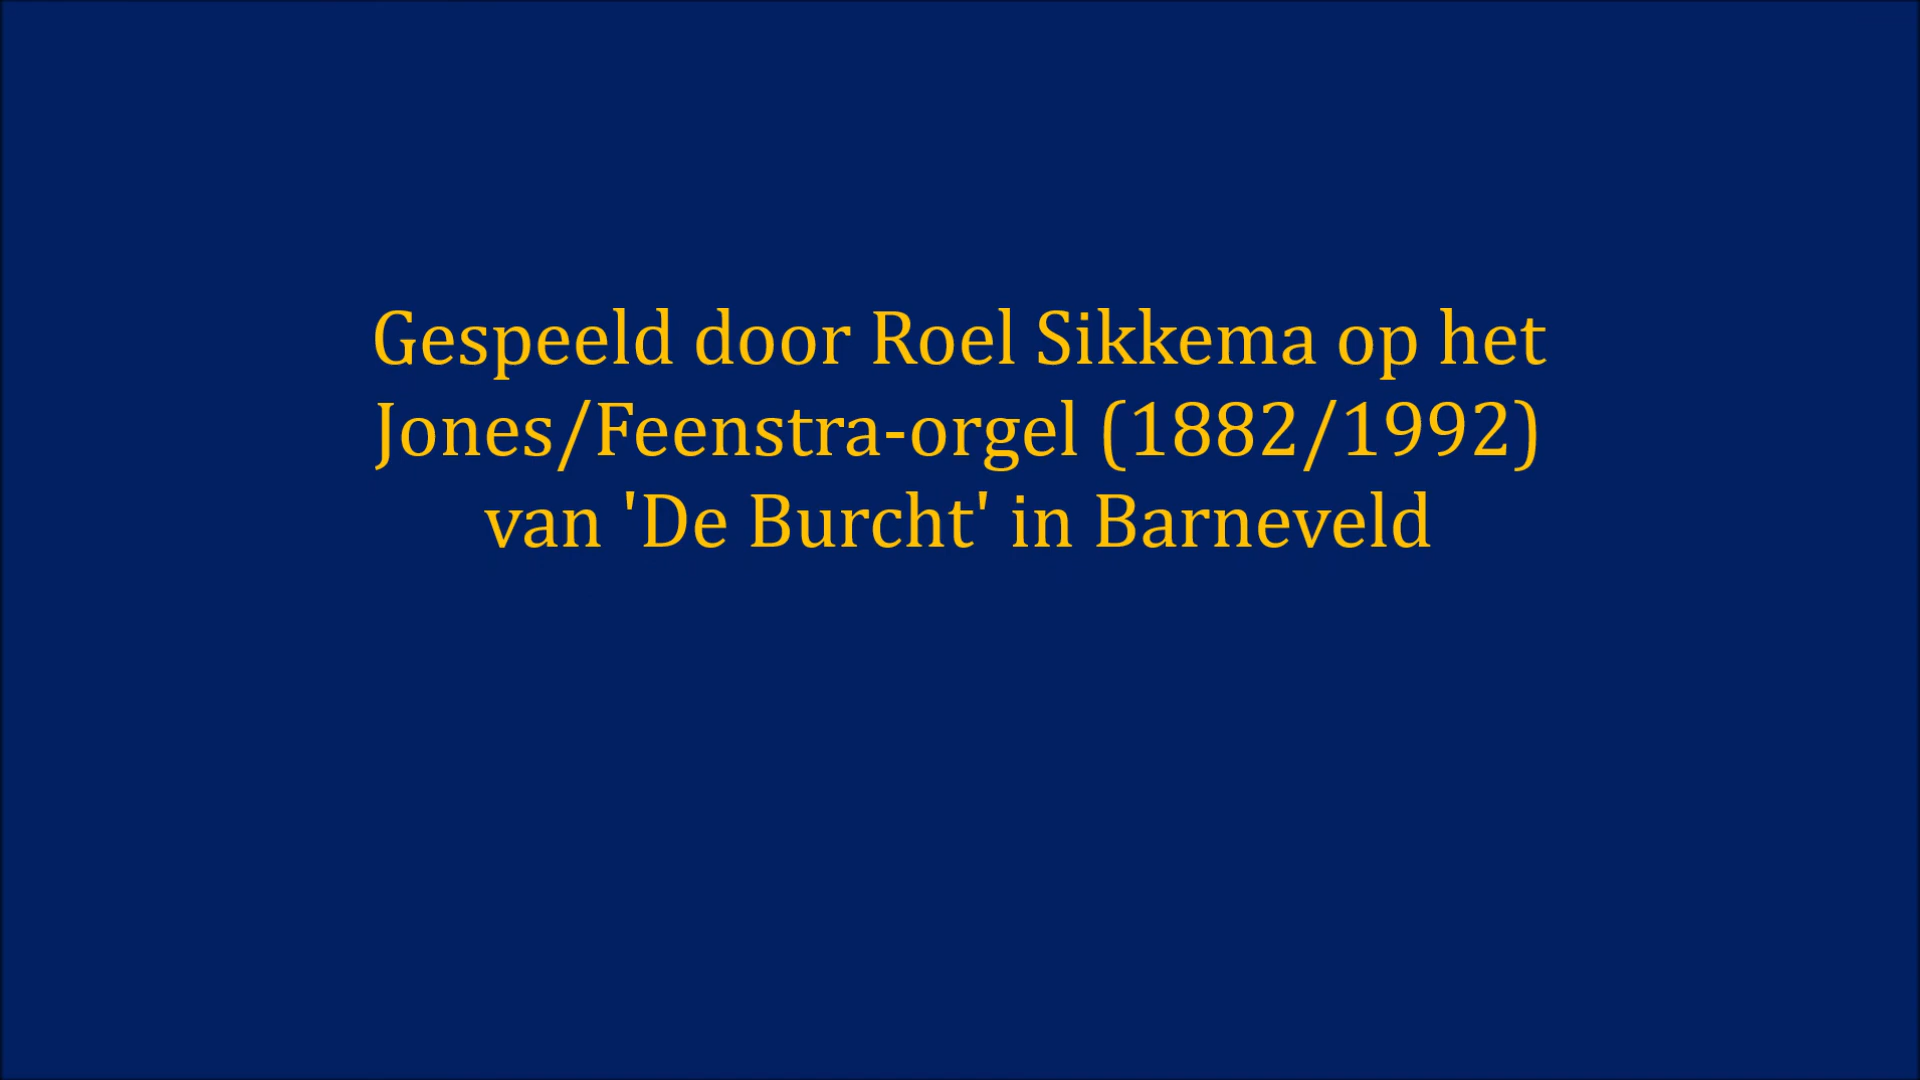 Gespeeld door Roel Sikkema op het
Jones/Feenstra-orgel (1882/1992)
van 'De Burcht' in Barneveld